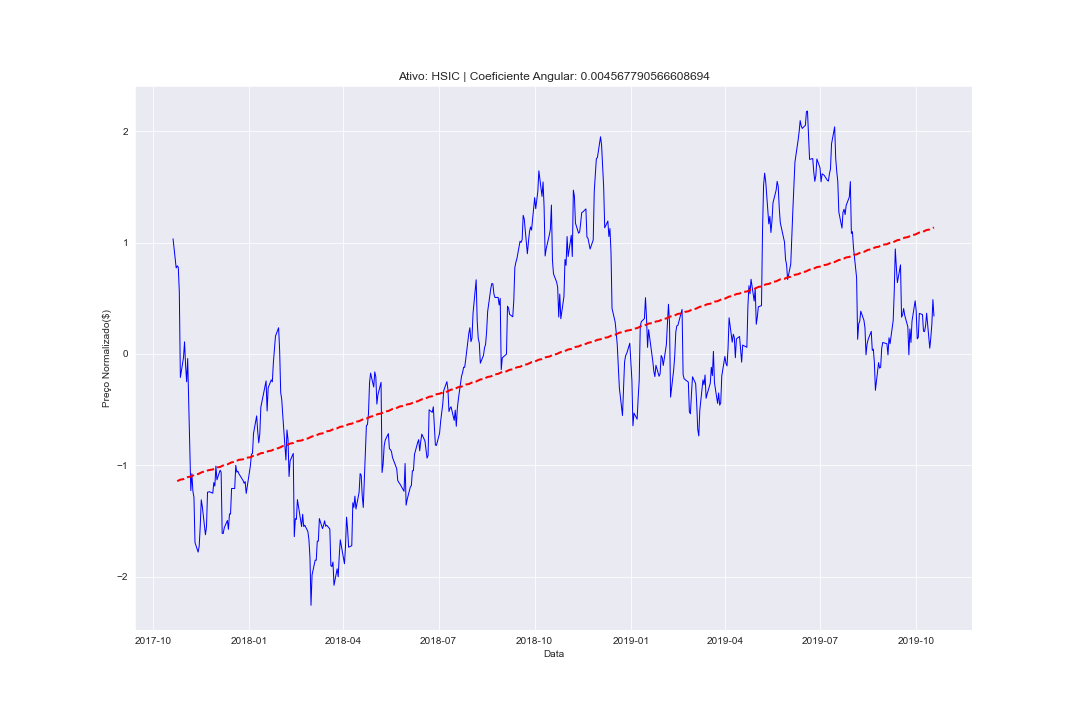 Ativo: HSIC | Coeficiente Angular: 0.004567790566608694
Preço Normalizado($)
2
1
0
−1
−2
2017-10 2018-01 2018-04 2018-07 2018-10 2019-01 2019-04 2019-07 2019-10
Data